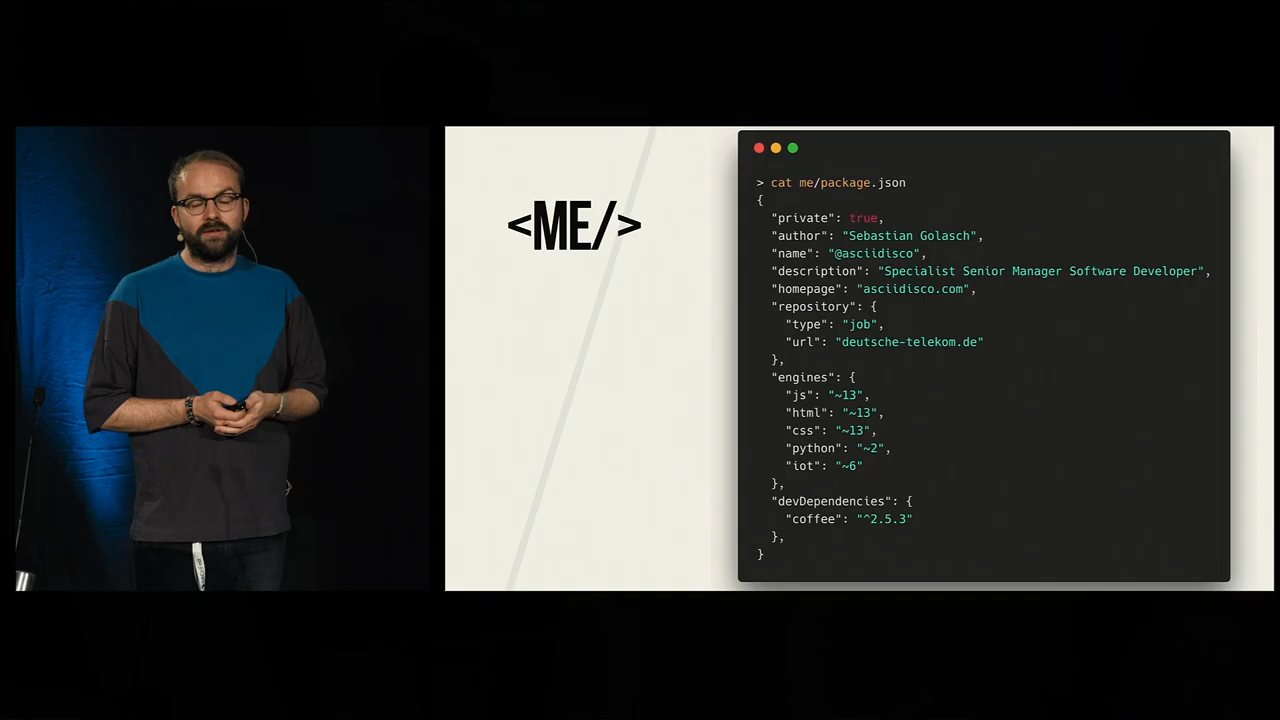 <ME/>
> cat me/package.json
{
"private": true,
"author": "Sebastian Golasch",
"name": "@asciidisco",
"description": "Specialist Senior Manager Software Developer",
"homepage": "asciidisco.com",
"repository": {
"type": "job",
"url": "deutsche-telekom.de"
},
"engines": {
"js": "~13",
"html": "~13",
"css": "~13",
"python": "~2",
"iot": "~6"
},
"devDependencies": {
"coffee": "^2.5.3"
},
}